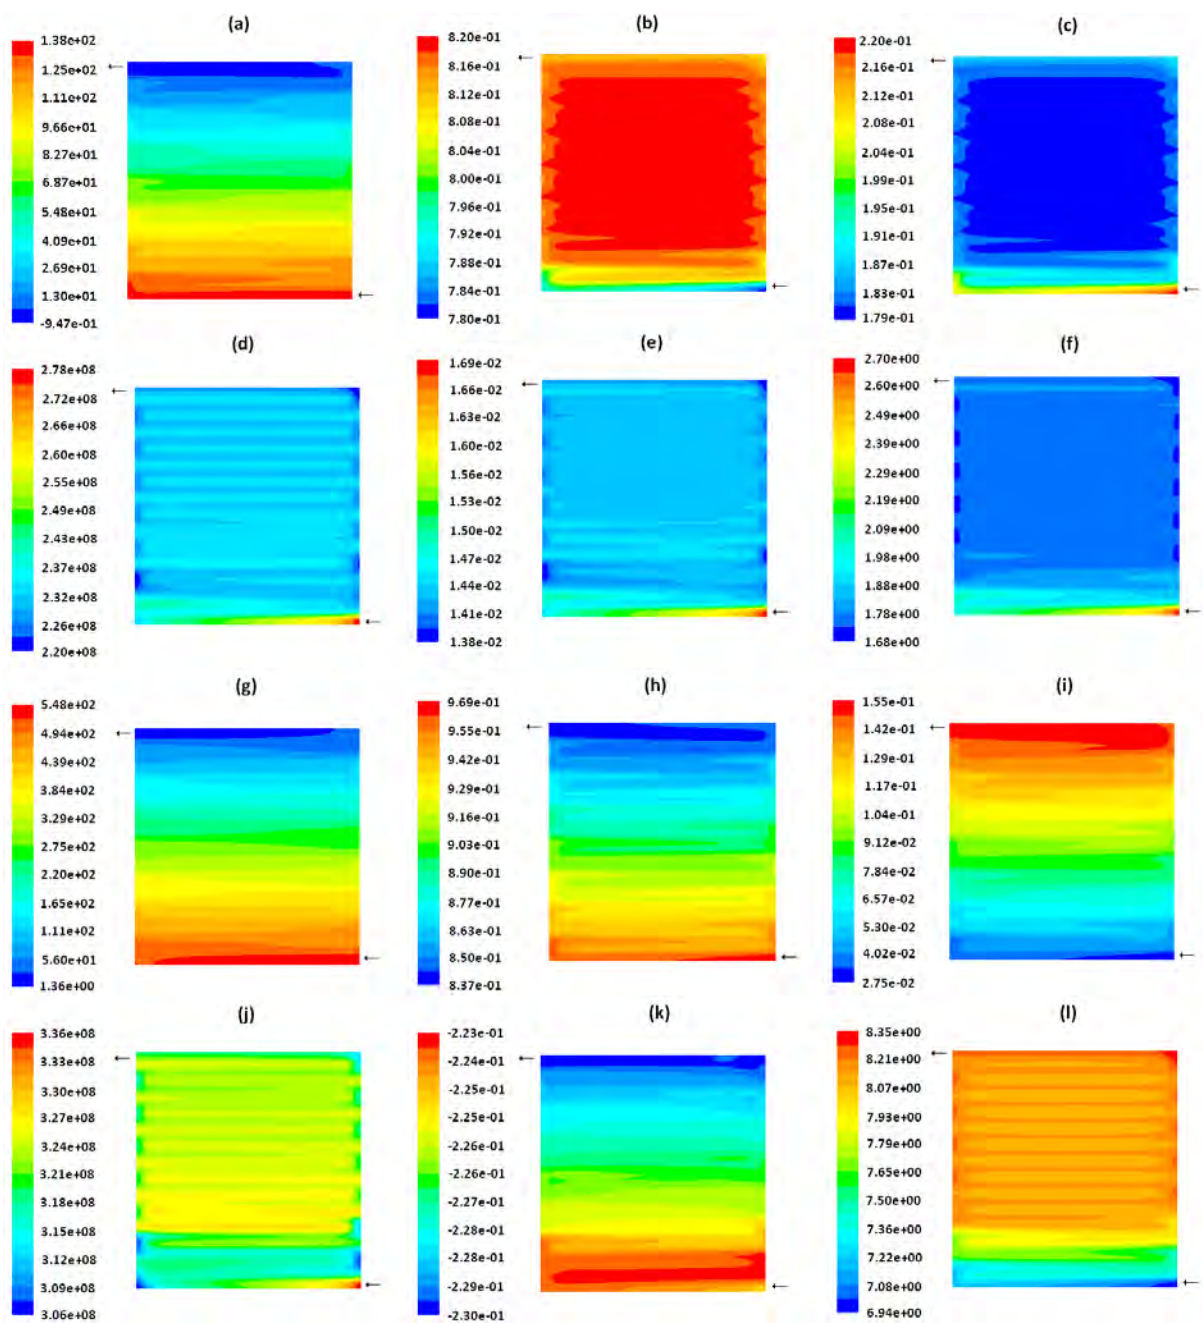 (a)
1.38e+02
1.25e+02
1.11e+02
9.66e+01
8.27e+01
6.87e+01
5.48e+01
4.09e+01
2.69e+01
1.30e+01
-9.47e-01
←
←
(b)
8.20e-01
8.16e-01
8.12e-01
8.08e-01
8.04e-01
8.00e-01
7.96e-01
7.92e-01
7.88e-01
7.84e-01
7.80e-01
←
←
(c)
2.20e-01
2.16e-01
2.12e-01
2.08e-01
2.04e-01
1.99e-01
1.95e-01
1.91e-01
1.87e-01
1.83e-01
1.79e-01
←
←
(d)
2.78e+08
2.72e+08
2.66e+08
2.60e+08
2.55e+08
2.49e+08
2.43e+08
2.37e+08
2.32e+08
2.26e+08
2.20e+08
←
←
(e)
1.69e-02
1.66e-02
1.63e-02
1.60e-02
1.56e-02
1.53e-02
1.50e-02
1.47e-02
1.44e-02
1.41e-02
1.38e-02
←
←
(f)
2.70e+00
2.60e+00
2.49e+00
2.39e+00
2.29e+00
2.19e+00
2.09e+00
1.98e+00
1.88e+00
1.78e+00
1.68e+00
←
←
(g)
5.48e+02
4.94e+02
4.39e+02
3.84e+02
3.29e+02
2.75e+02
2.20e+02
1.65e+02
1.11e+02
5.60e+01
1.36e+00
←
←
(h)
9.69e-01
9.55e-01
9.42e-01
9.29e-01
9.16e-01
9.03e-01
8.90e-01
8.77e-01
8.63e-01
8.50e-01
8.37e-01
←
←
(i)
1.55e-01
1.42e-01
1.29e-01
1.17e-01
1.04e-01
9.12e-02
7.84e-02
6.57e-02
5.30e-02
4.02e-02
2.75e-02
←
←
(j)
3.36e+08
3.33e+08
3.30e+08
3.27e+08
3.24e+08
3.21e+08
3.18e+08
3.15e+08
3.12e+08
3.09e+08
3.06e+08
←
←
(k)
-2.23e-01
-2.24e-01
-2.25e-01
-2.25e-01
-2.26e-01
-2.26e-01
-2.27e-01
-2.28e-01
-2.28e-01
-2.29e-01
-2.30e-01
←
←
(l)
8.35e+00
8.21e+00
8.07e+00
7.93e+00
7.79e+00
7.65e+00
7.50e+00
7.36e+00
7.22e+00
7.08e+00
6.94e+00
←
←